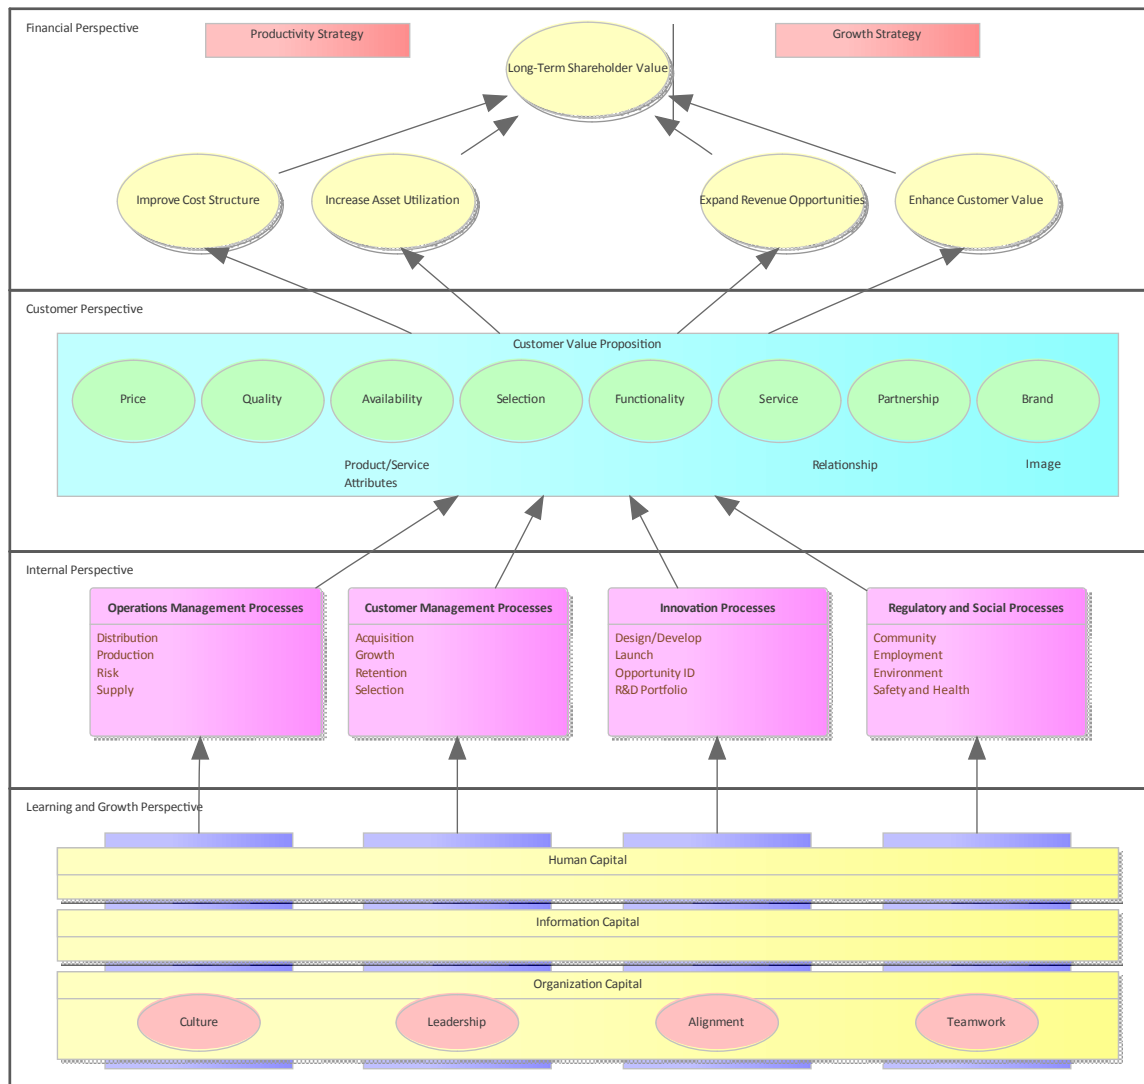 Financial Perspective
Productivity Strategy
Growth Strategy
Long-Term Shareholder Value
Improve Cost Structure
Increase Asset Utilization
Expand Revenue Opportunities
Enhance Customer Value
Customer Perspective
Customer Value Proposition
Price
Quality
Availability
Selection
Functionality
Service
Partnership
Brand
Product/Service
Attributes
Relationship
Image
Internal Perspective
Operations Management Processes
Distribution
Production
Risk
Supply
Customer Management Processes
Acquisition
Growth
Retention
Selection
Innovation Processes
Design/Develop
Launch
Opportunity ID
R&D Portfolio
Regulatory and Social Processes
Community
Employment
Environment
Safety and Health
Learning and Growth Perspective
Human Capital
Information Capital
Organization Capital
Culture
Leadership
Alignment
Teamwork